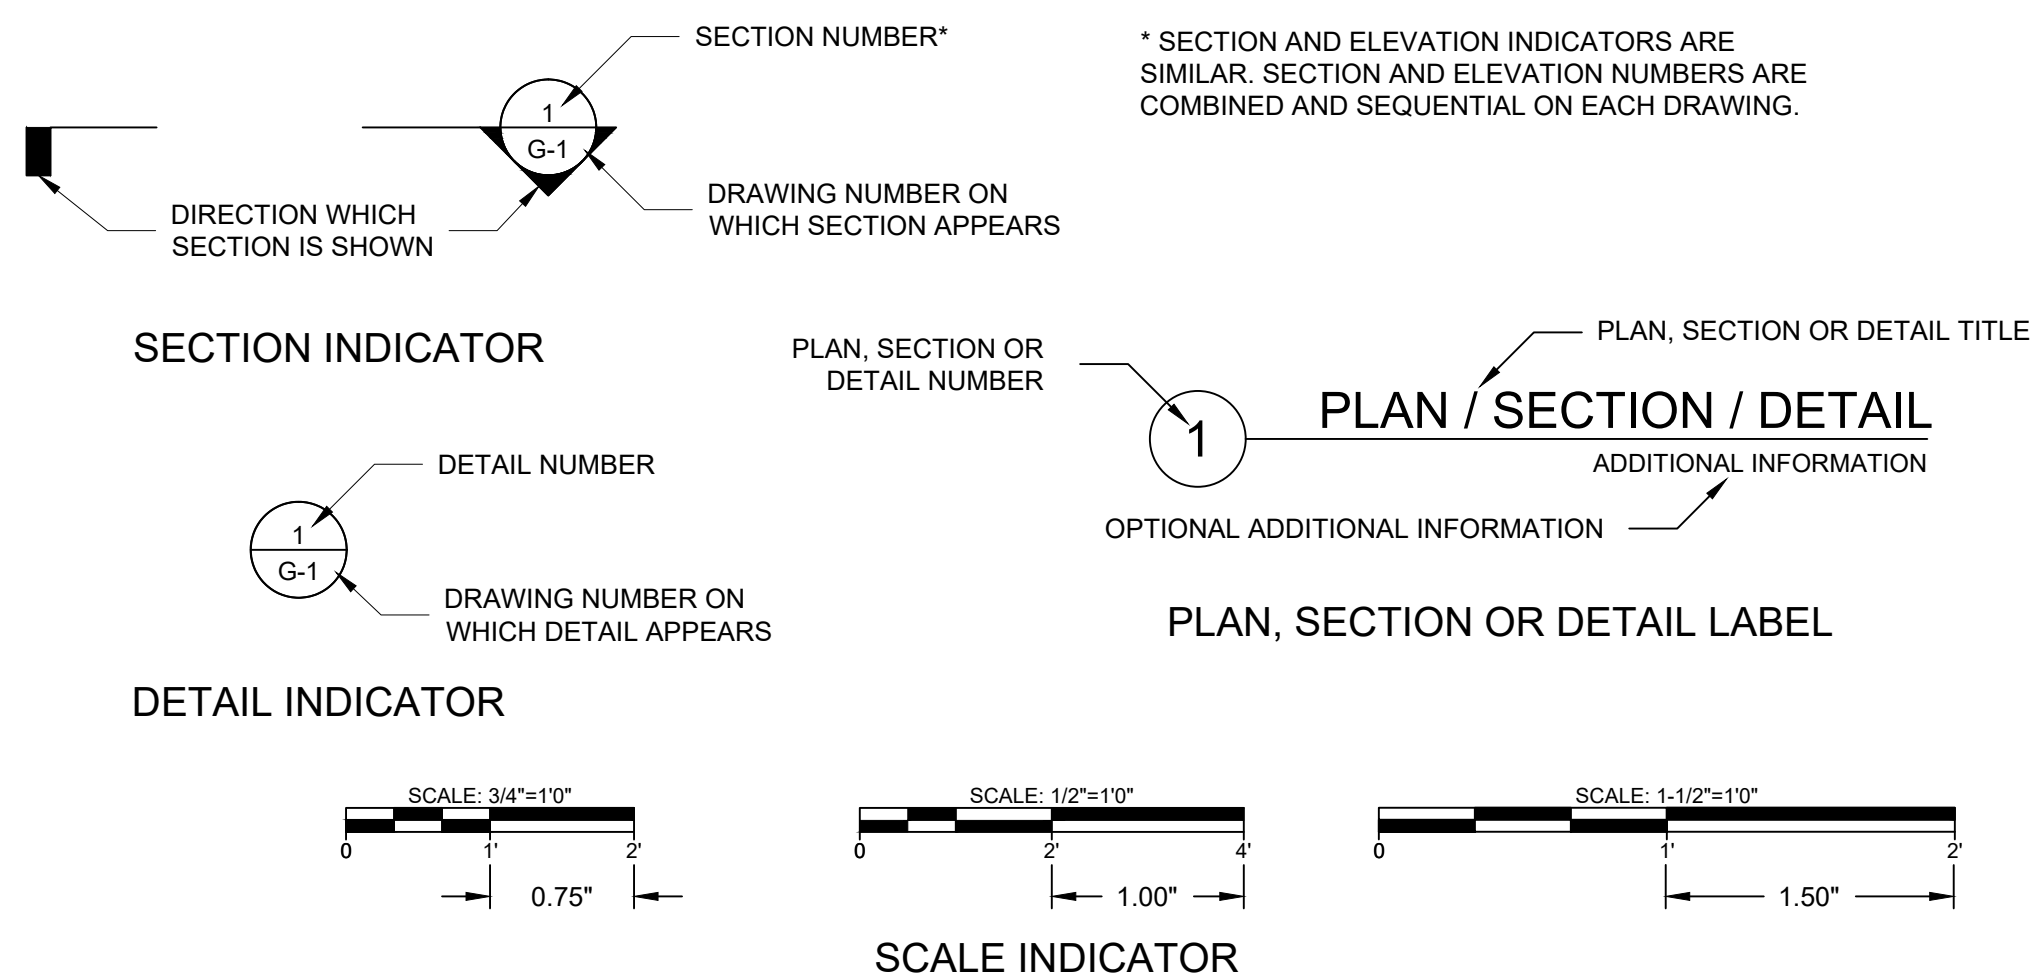 SECTION NUMBER*
* SECTION AND ELEVATION INDICATORS ARE
SIMILAR. SECTION AND ELEVATION NUMBERS ARE
COMBINED AND SEQUENTIAL ON EACH DRAWING.
1
G-1
DRAWING NUMBER ON
WHICH SECTION APPEARS
DIRECTION WHICH
SECTION IS SHOWN
SECTION INDICATOR
PLAN, SECTION OR
DETAIL NUMBER
PLAN, SECTION OR DETAIL TITLE
1
PLAN / SECTION / DETAIL
ADDITIONAL INFORMATION
OPTIONAL ADDITIONAL INFORMATION
PLAN, SECTION OR DETAIL LABEL
DETAIL NUMBER
1
G-1
DRAWING NUMBER ON
WHICH DETAIL APPEARS
DETAIL INDICATOR
SCALE: 3/4"=1'0"
0 1' 2'
0.75"
SCALE: 1/2"=1'0"
0 2' 4'
1.00"
SCALE: 1-1/2"=1'0"
0 1' 2'
1.50"
SCALE INDICATOR